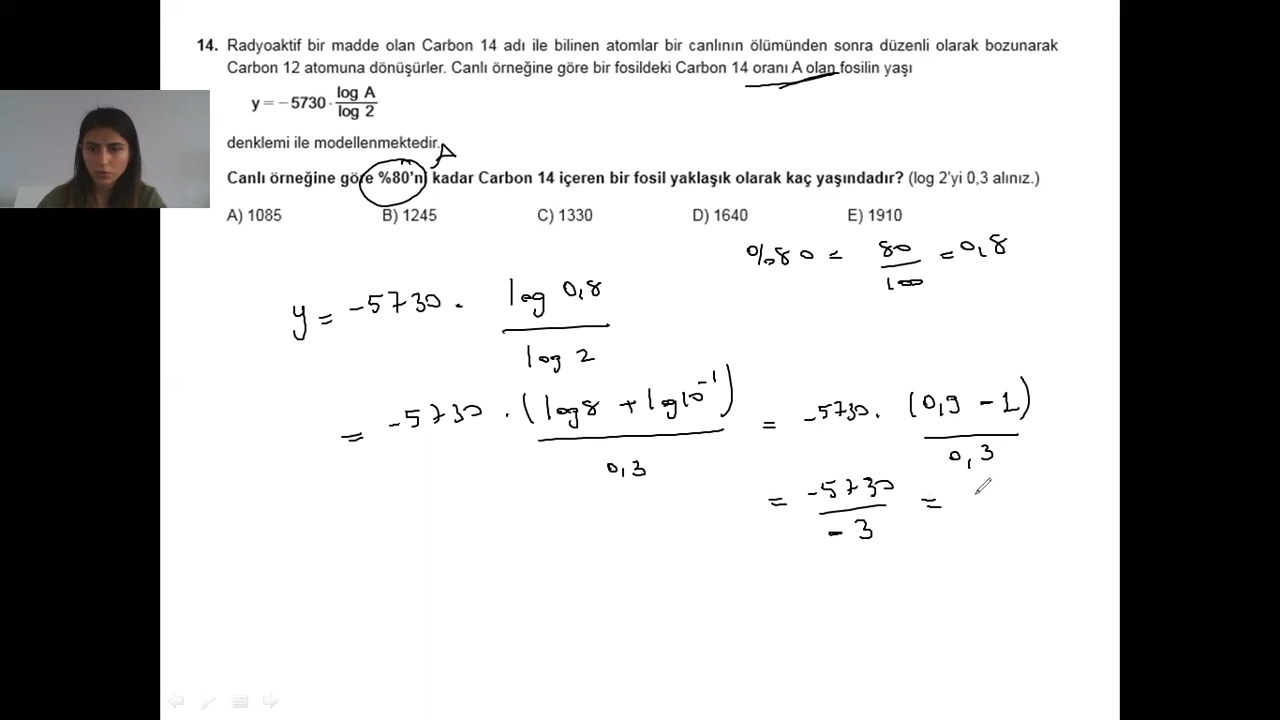 14. Radyoaktif bir madde olan Carbon 14 adı ile bilinen atomlar bir canlının ölümünden sonra düzenli olarak bozunarak
Carbon 12 atomuna dönüşürler. Canlı örneğine göre bir fosildeki Carbon 14 oranı A olan fosilin yaşı
y = − 5730 · log A / log 2
denklemi ile modellenmektedir.
A
Canlı örneğine göre %80'ni kadar Carbon 14 içeren bir fosil yaklaşık olarak kaç yaşındadır? (log 2'yi 0,3 alınız.)
A) 1085 B) 1245 C) 1330 D) 1640 E) 1910
%80 = 80/100 = 0,8
y = -5730 . log 0,8 / log 2
= -5730 . (log8 + log10^-1) / 0,3 = -5730 . (0,9 - 1) / 0,3
= -5730 / -3 =